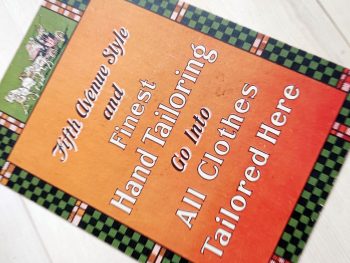 Fifth Avenue Style
and
Finest
Hand Tailoring
Go Into
All Clothes
Tailored Here